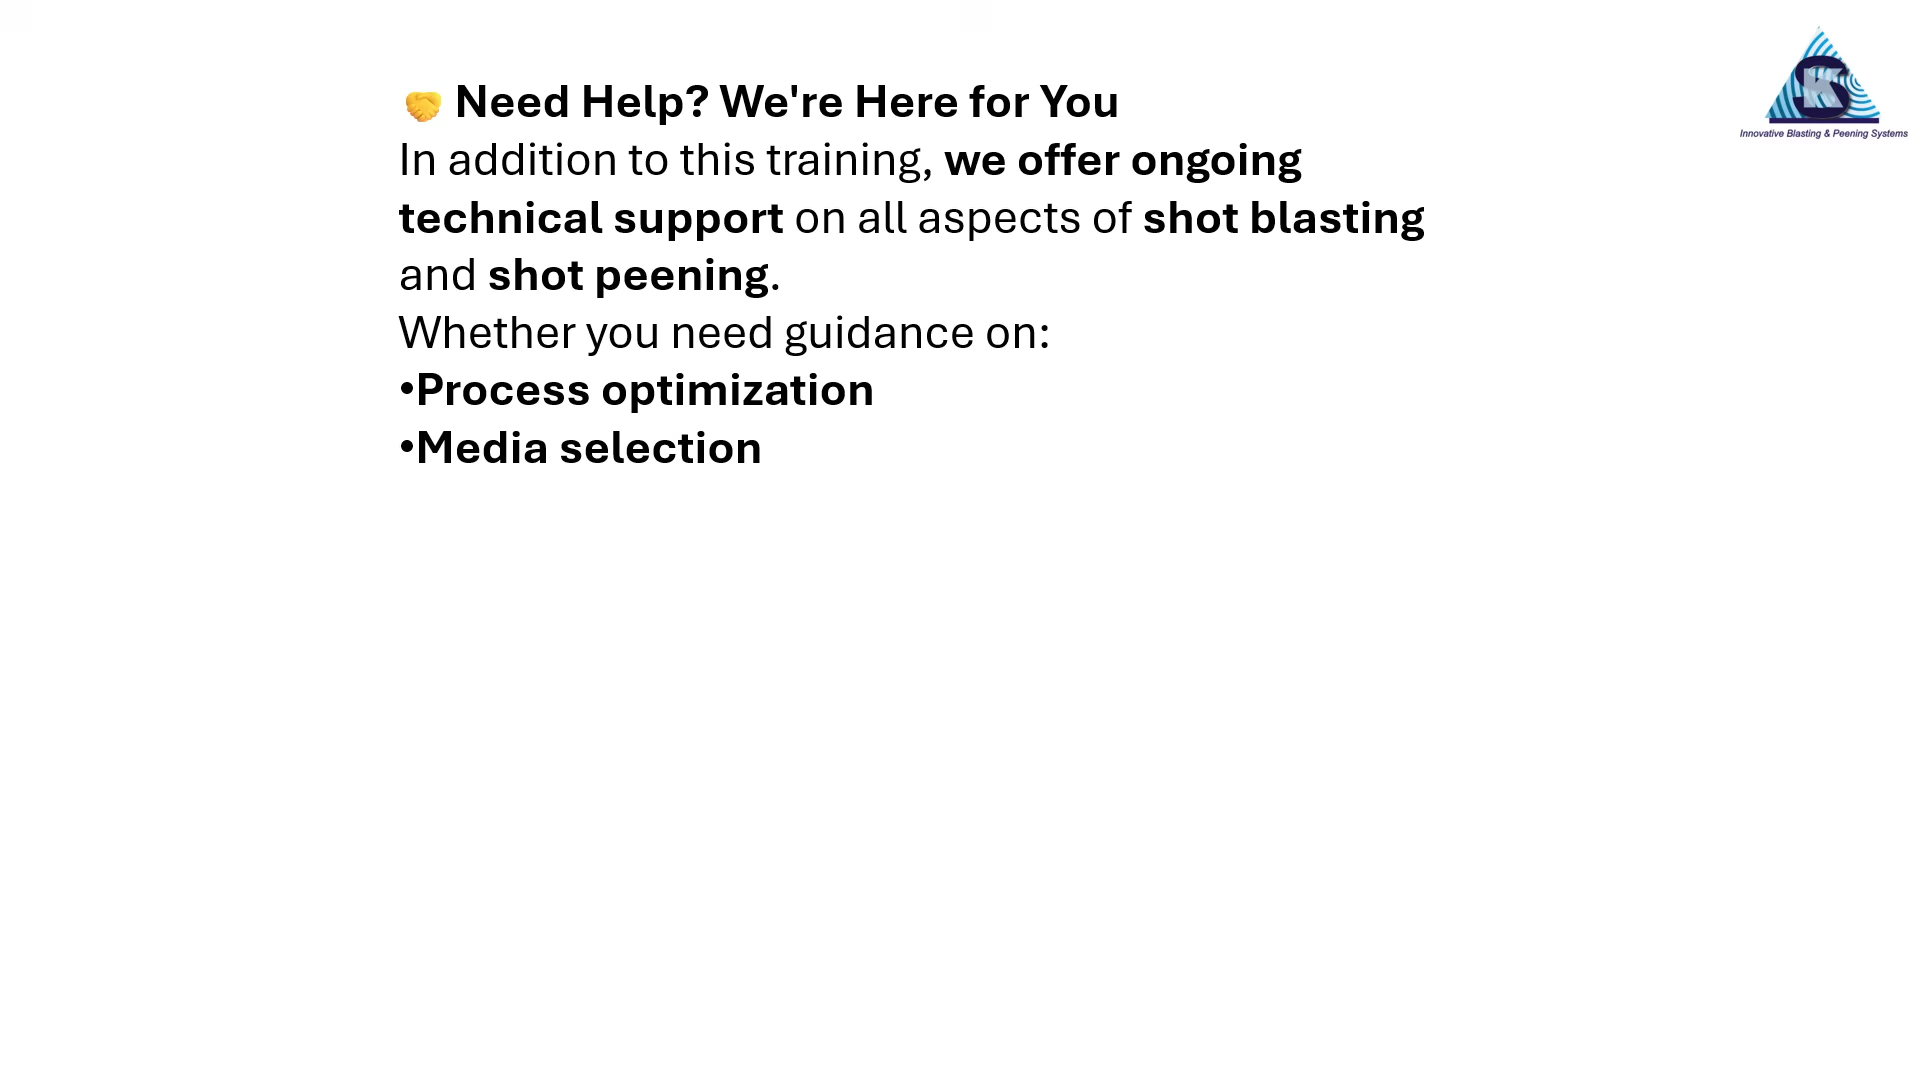 🤝 Need Help? We're Here for You
In addition to this training, we offer ongoing
technical support on all aspects of shot blasting
and shot peening.
Whether you need guidance on:
•Process optimization
•Media selection
SK
Innovative Blasting & Peening Systems